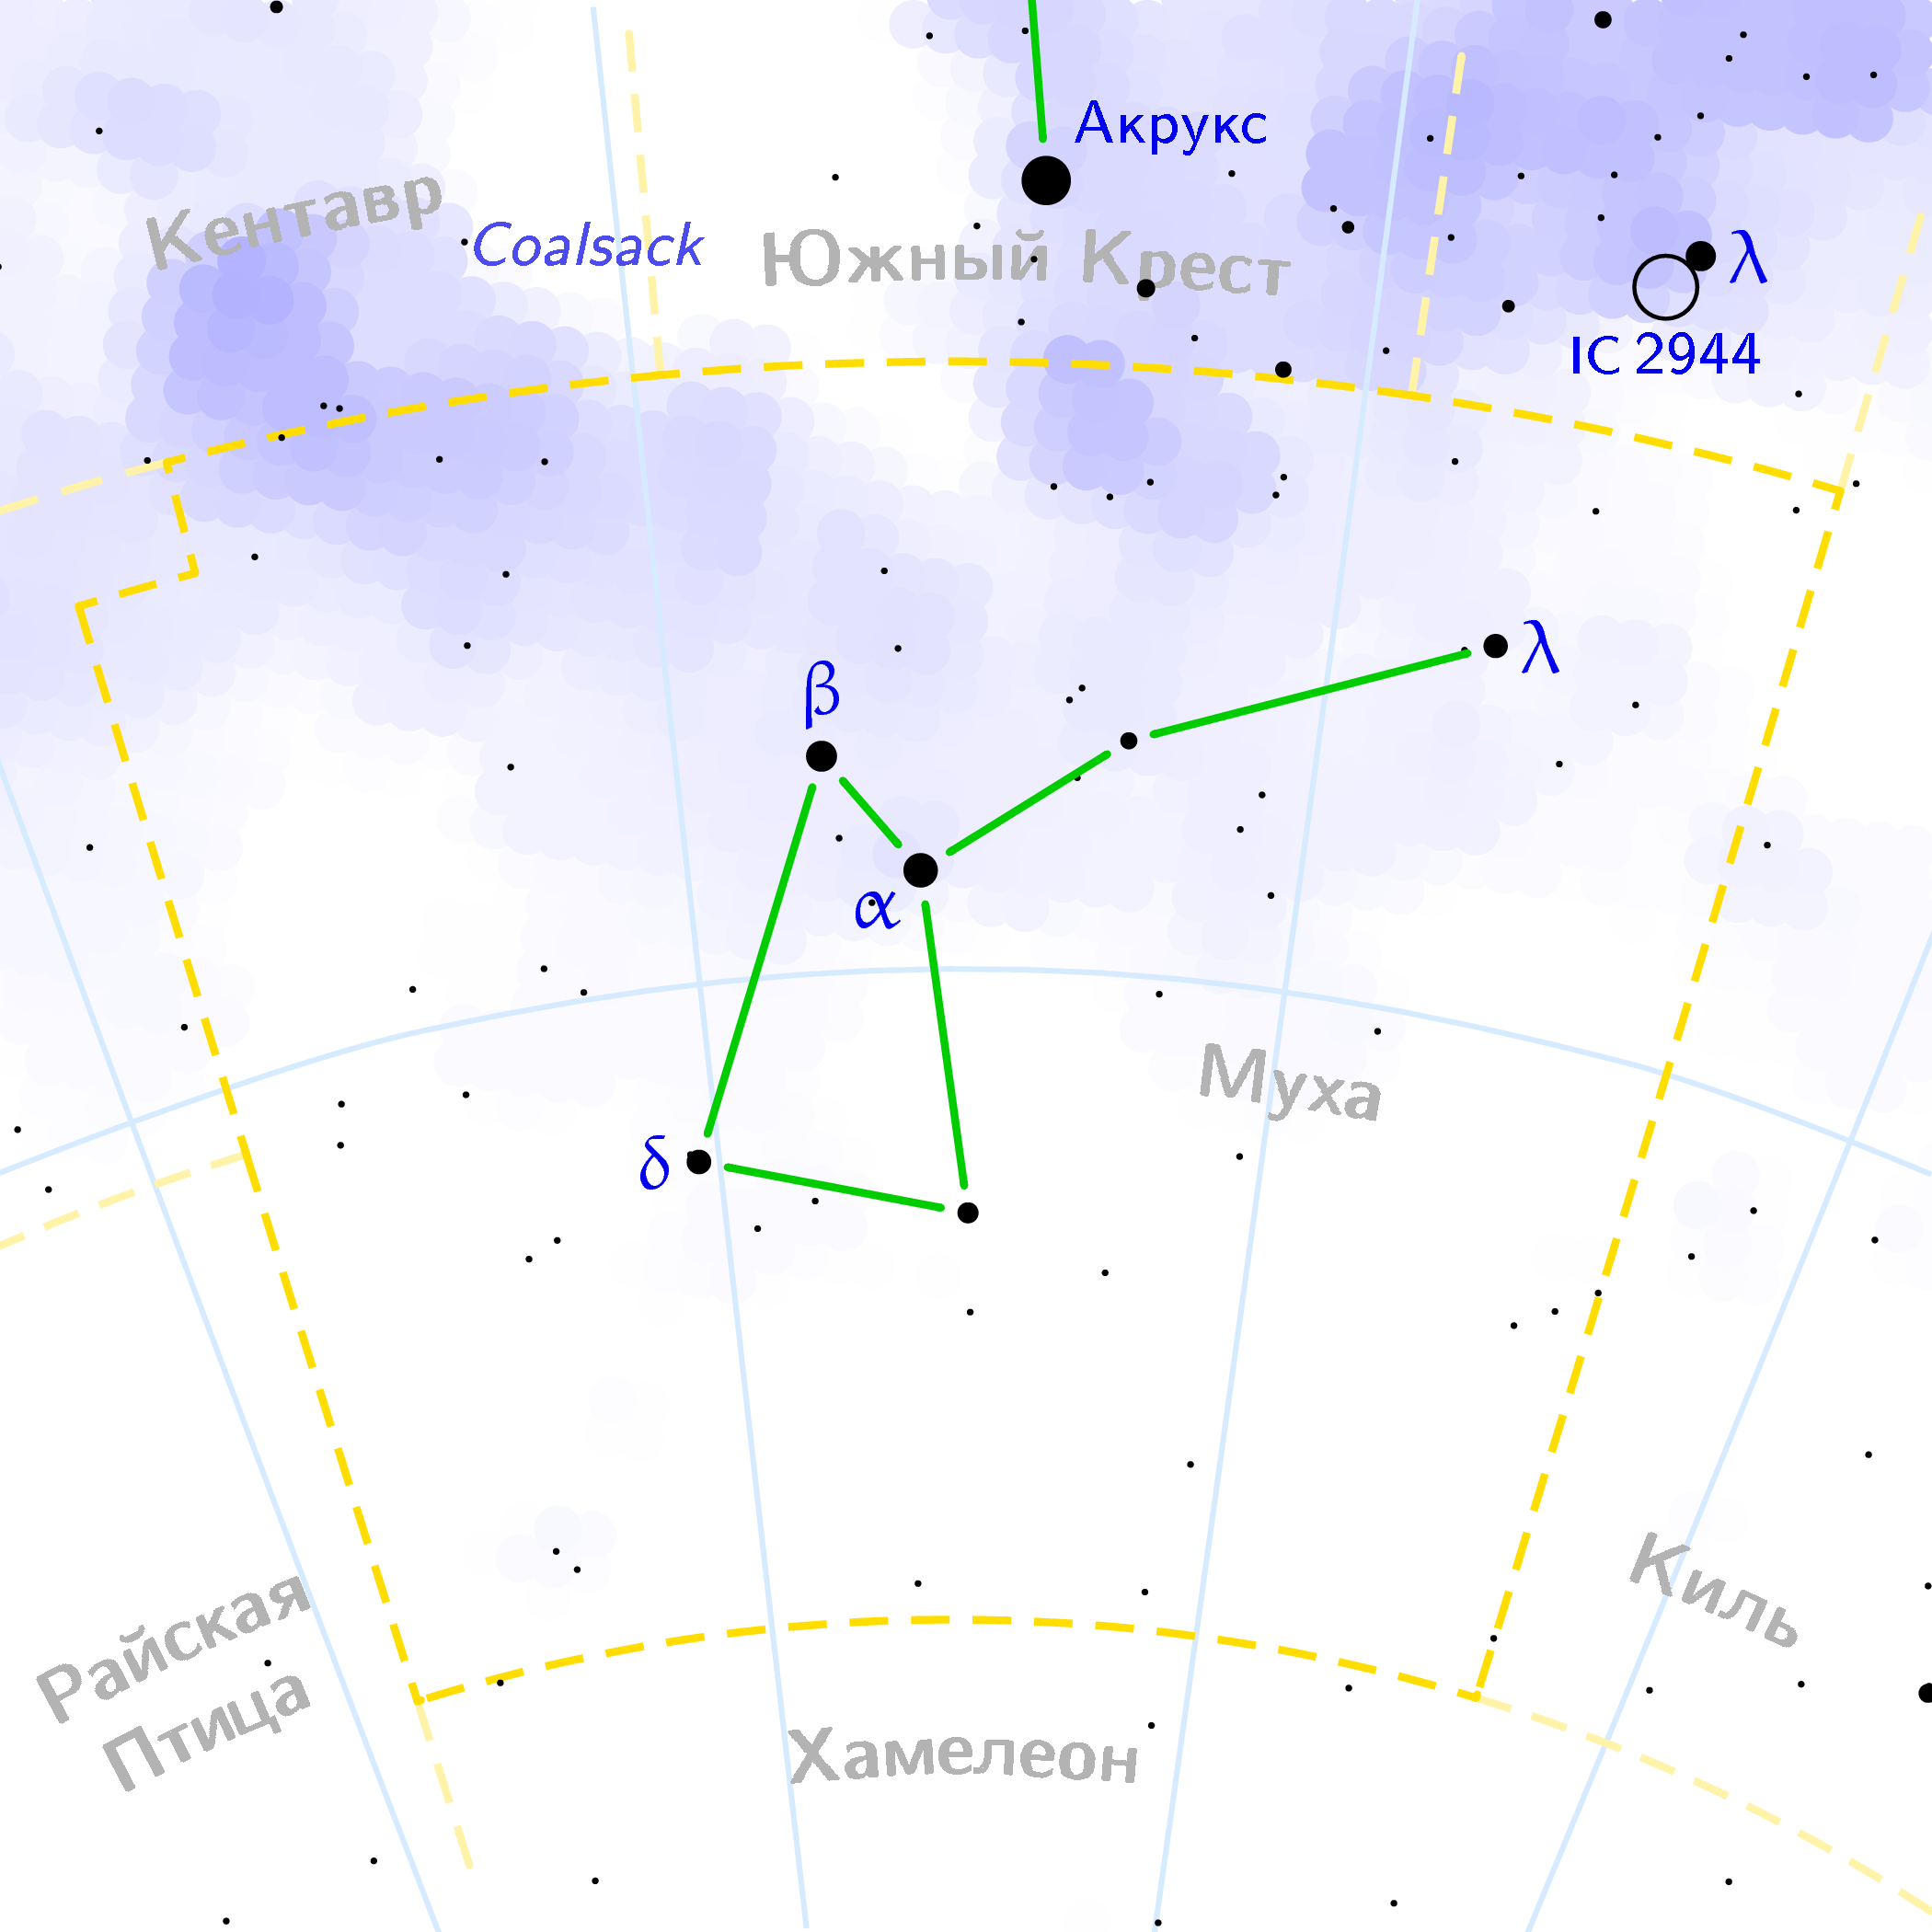 Акрукс
Кентавр
Coalsack
Южный Крест
λ
IC 2944
β
λ
α
Муха
δ
Киль
Райская
Птица
Хамелеон